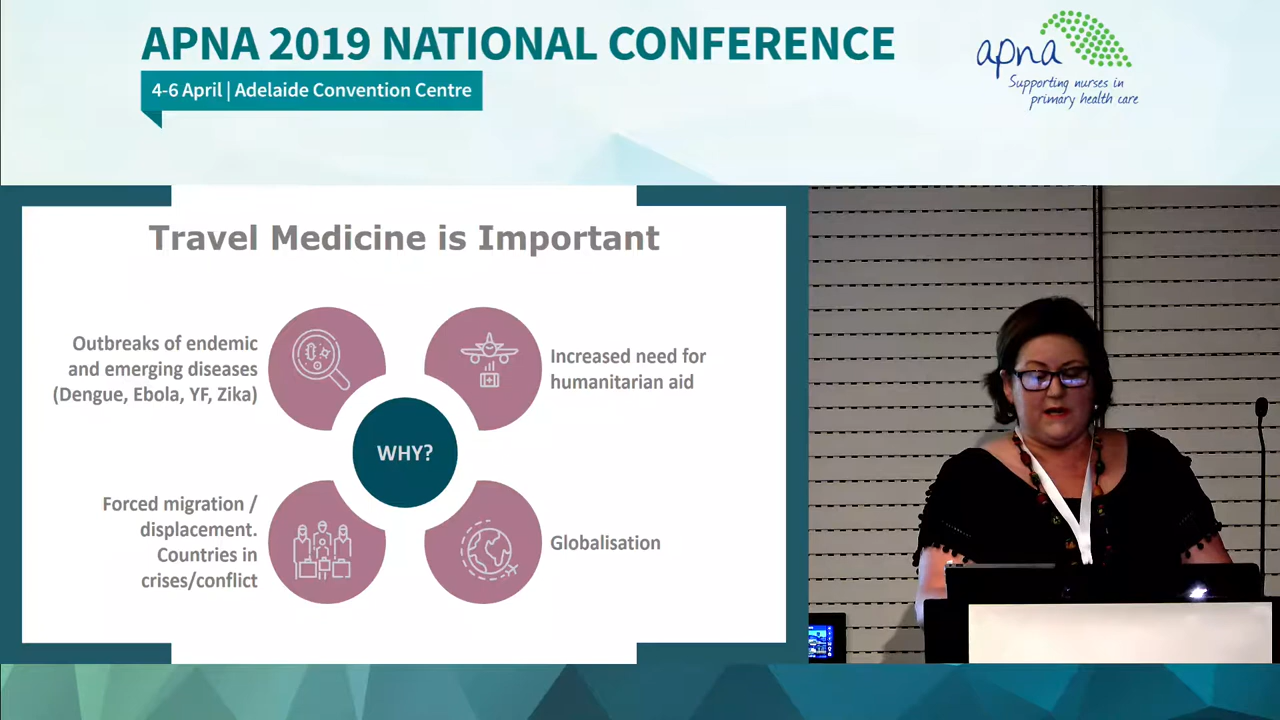 APNA 2019 NATIONAL CONFERENCE
4-6 April | Adelaide Convention Centre
apna
Supporting nurses in
primary health care
Travel Medicine is Important
Outbreaks of endemic
and emerging diseases
(Dengue, Ebola, YF, Zika)
Increased need for
humanitarian aid
WHY?
Forced migration /
displacement.
Countries in
crises/conflict
Globalisation